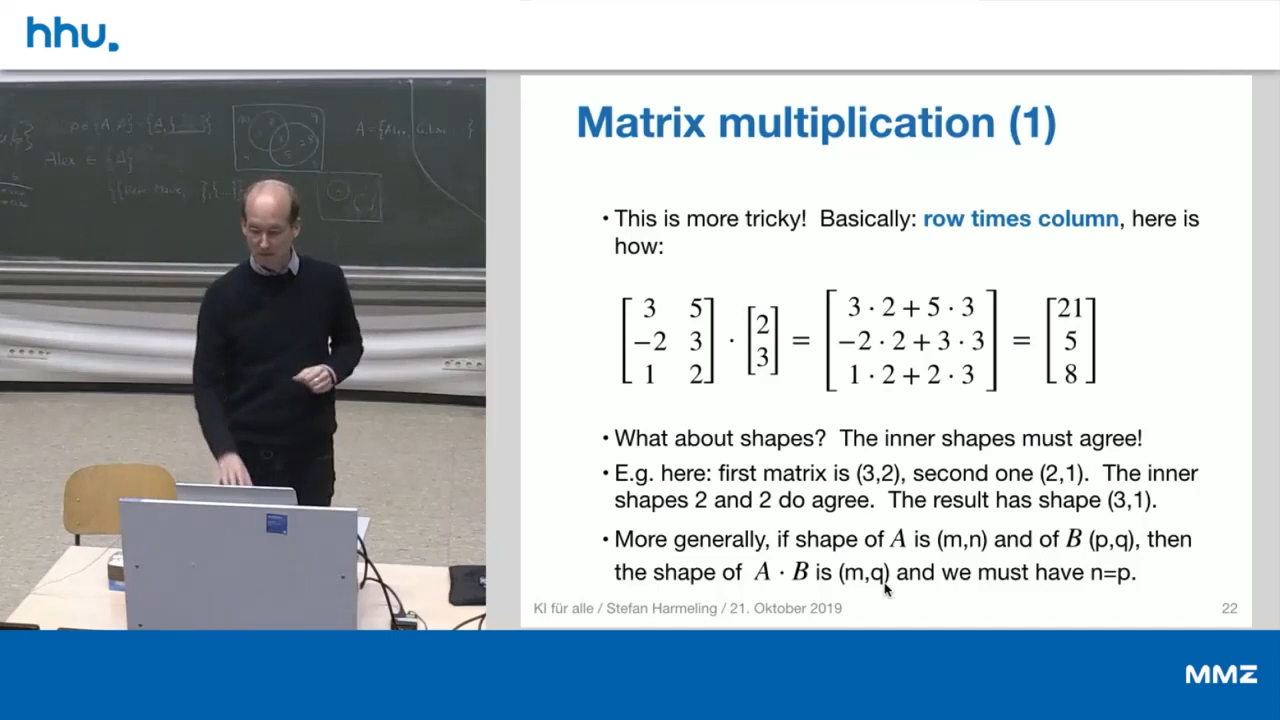 hhu.
Alex ∈ {A}
Matrix multiplication (1)
• This is more tricky!  Basically: row times column, here is
how:
[3 5; −2 3; 1 2] · [2; 3] = [3 · 2 + 5 · 3; −2 · 2 + 3 · 3; 1 · 2 + 2 · 3] = [21; 5; 8]
• What about shapes?  The inner shapes must agree!
• E.g. here: first matrix is (3,2), second one (2,1).  The inner
shapes 2 and 2 do agree.  The result has shape (3,1).
• More generally, if shape of A is (m,n) and of B (p,q), then
the shape of A · B is (m,q) and we must have n=p.
KI für alle / Stefan Harmeling / 21. Oktober 2019
22
MMZ